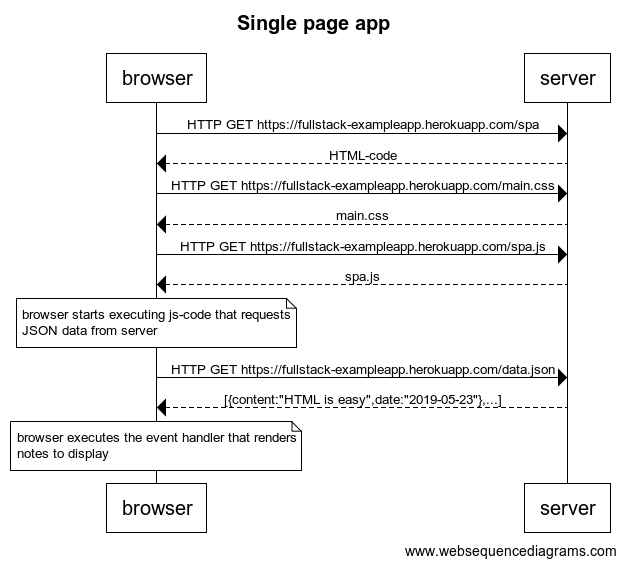 Single page app
browser
server
HTTP GET https://fullstack-exampleapp.herokuapp.com/spa
HTML-code
HTTP GET https://fullstack-exampleapp.herokuapp.com/main.css
main.css
HTTP GET https://fullstack-exampleapp.herokuapp.com/spa.js
spa.js
browser starts executing js-code that requests
JSON data from server
HTTP GET https://fullstack-exampleapp.herokuapp.com/data.json
[{content:"HTML is easy",date:"2019-05-23"},...]
browser executes the event handler that renders
notes to display
browser
server
www.websequencediagrams.com